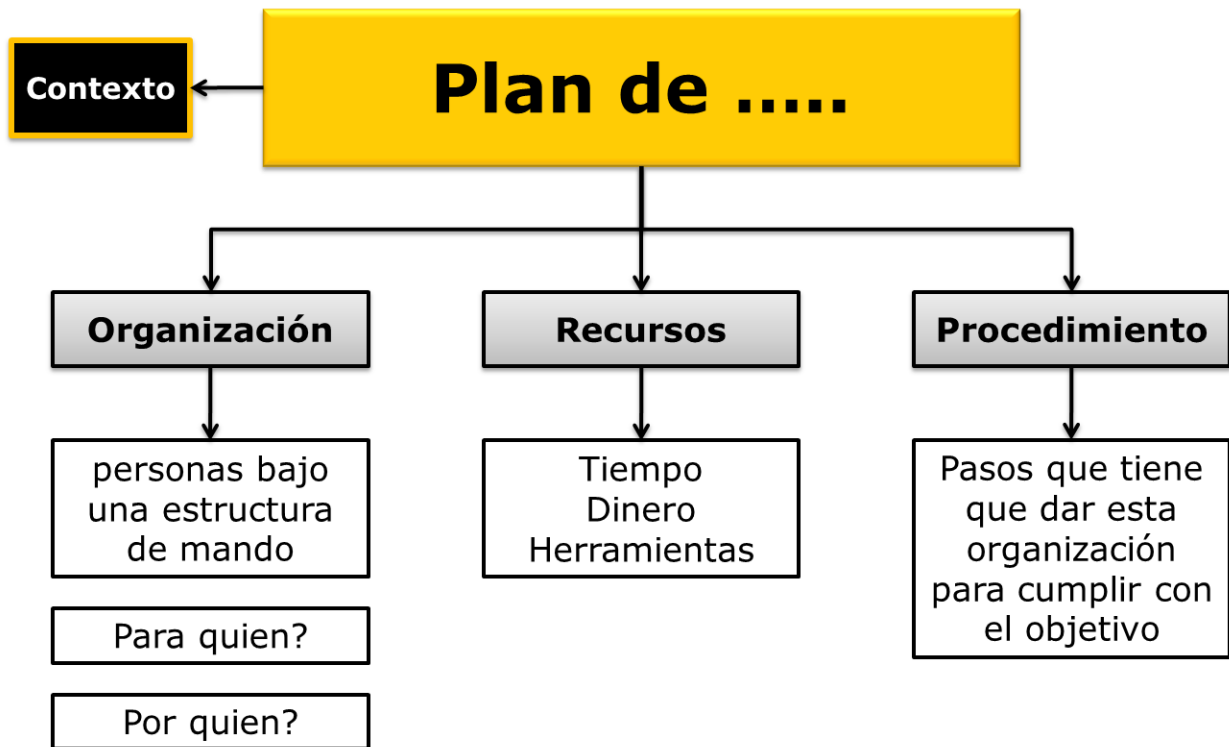 Contexto
Plan de .....
Organización
Recursos
Procedimiento
personas bajo
una estructura
de mando
Tiempo
Dinero
Herramientas
Pasos que tiene
que dar esta
organización
para cumplir con
el objetivo
Para quien?
Por quien?